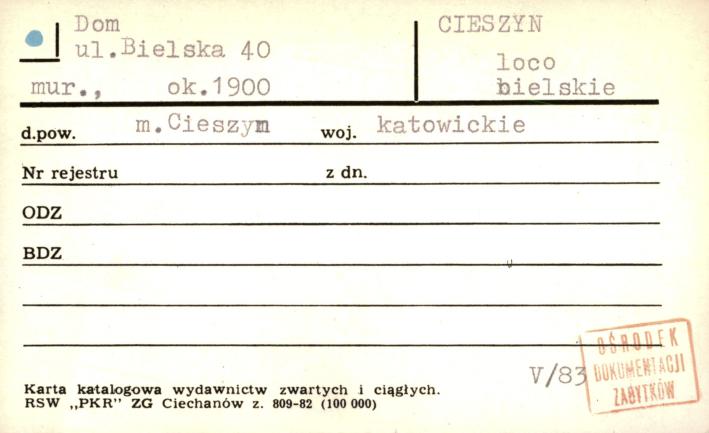 Dom
ul.Bielska 40
mur., ok.1900
CIESZYN
loco
bielskie
d.pow. m.Cieszyn woj. katowickie
Nr rejestru z dn.
ODZ
BDZ
V/83
OŚRODEK
DOKUMENTACJI
ZABYTKÓW
Karta katalogowa wydawnictw zwartych i ciągłych.
RSW „PKR” ZG Ciechanów z. 809-82 (100 000)